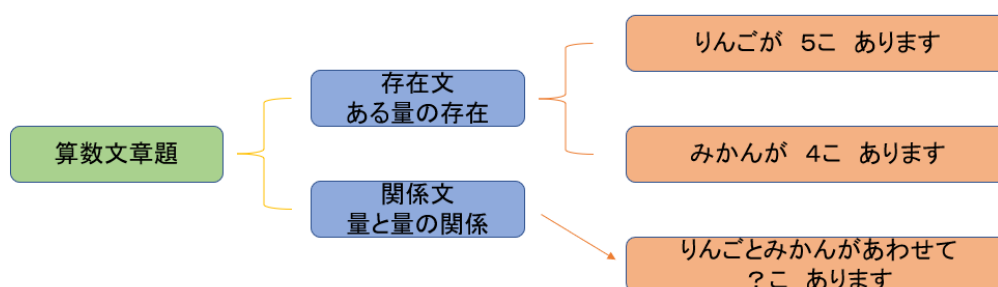 算数文章題
存在文
ある量の存在
関係文
量と量の関係
りんごが　5こ　あります
みかんが　4こ　あります
りんごとみかんがあわせて
？こ　あります